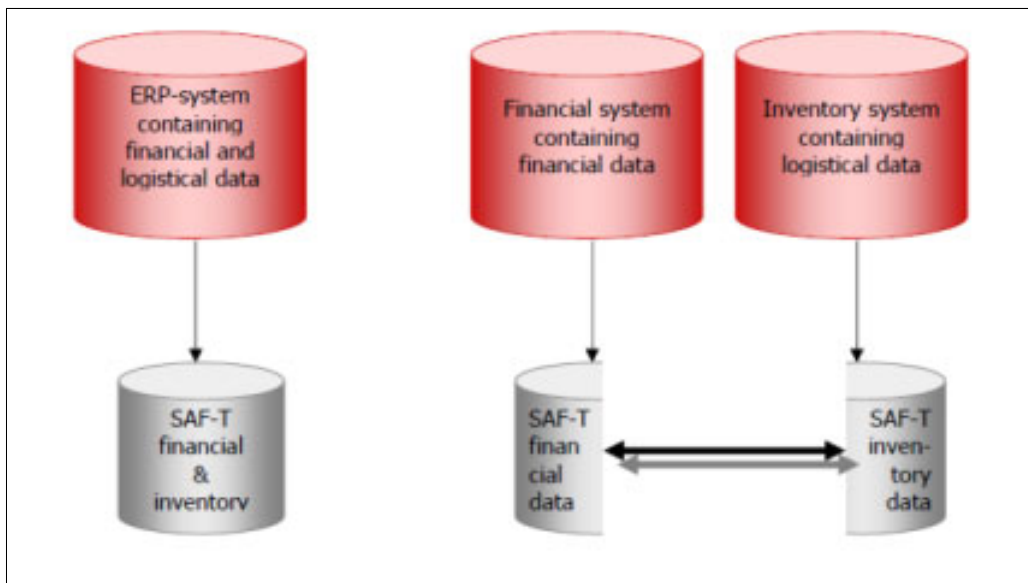 ERP-system
containing
financial and
logistical data
Financial system
containing
financial data
Inventory system
containing
logistical data
SAF-T
financial
&
inventory
SAF-T
finan
cial
data
SAF-T
inven-
tory
data